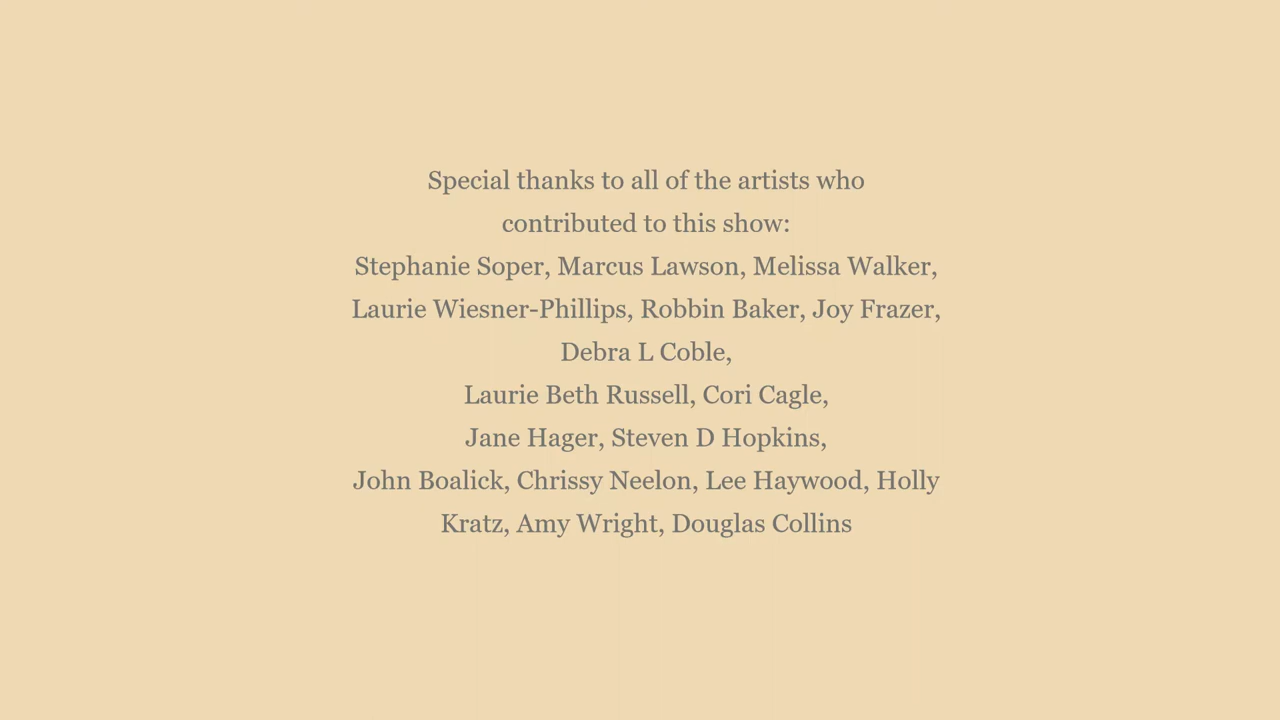 Special thanks to all of the artists who
contributed to this show:
Stephanie Soper, Marcus Lawson, Melissa Walker,
Laurie Wiesner-Phillips, Robbin Baker, Joy Frazer,
Debra L Coble,
Laurie Beth Russell, Cori Cagle,
Jane Hager, Steven D Hopkins,
John Boalick, Chrissy Neelon, Lee Haywood, Holly
Kratz, Amy Wright, Douglas Collins